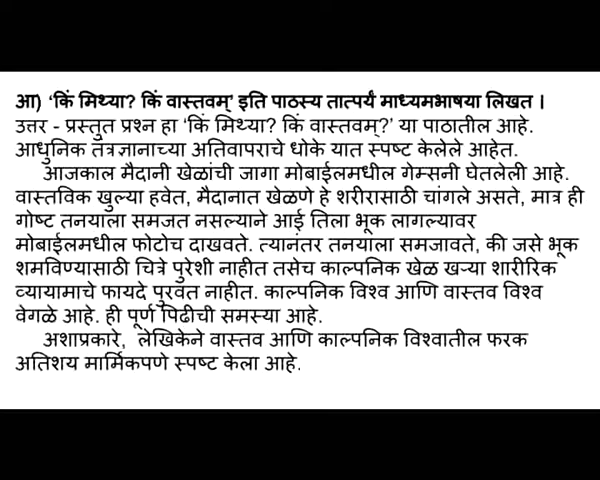 आ) ‘किं मिथ्या? किं वास्तवम्’ इति पाठस्य तात्पर्यं माध्यमभाषया लिखत ।
उत्तर - प्रस्तुत प्रश्न हा ‘किं मिथ्या? किं वास्तवम्?’ या पाठातील आहे.
आधुनिक तंत्रज्ञानाच्या अतिवापराचे धोके यात स्पष्ट केलेले आहेत.
आजकाल मैदानी खेळांची जागा मोबाईलमधील गेम्सनी घेतलेली आहे.
वास्तविक खुल्या हवेत, मैदानात खेळणे हे शरीरासाठी चांगले असते, मात्र ही
गोष्ट तनयाला समजत नसल्याने आई तिला भूक लागल्यावर
मोबाईलमधील फोटोच दाखवते. त्यानंतर तनयाला समजावते, की जसे भूक
शमविण्यासाठी चित्रे पुरेशी नाहीत तसेच काल्पनिक खेळ खऱ्या शारीरिक
व्यायामाचे फायदे पुरवत नाहीत. काल्पनिक विश्व आणि वास्तव विश्व
वेगळे आहे. ही पूर्ण पिढीची समस्या आहे.
अशाप्रकारे, लेखिकेने वास्तव आणि काल्पनिक विश्वातील फरक
अतिशय मार्मिकपणे स्पष्ट केला आहे.